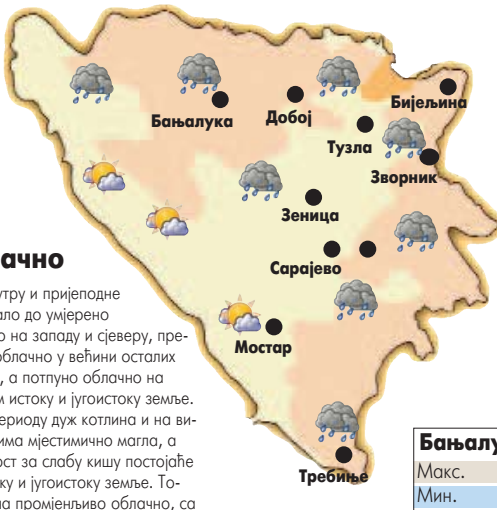 Бијељина
Добој
Бањалука
Тузла
Зворник
Зеница
Сарајево
Мостар
Требиње
ачно
утру и пријеподне
ало до умјерено
о на западу и сјеверу, пре-
облачно у већини осталих
, а потпуно облачно на
м истоку и југоистоку земље.
ериоду дуж котлина и на ви-
има мјестимично магла, а
ост за слабу кишу постојаће
ку и југоистоку земље. То-
на промјенљиво облачно, са
Бањалу
Макс.
Мин.